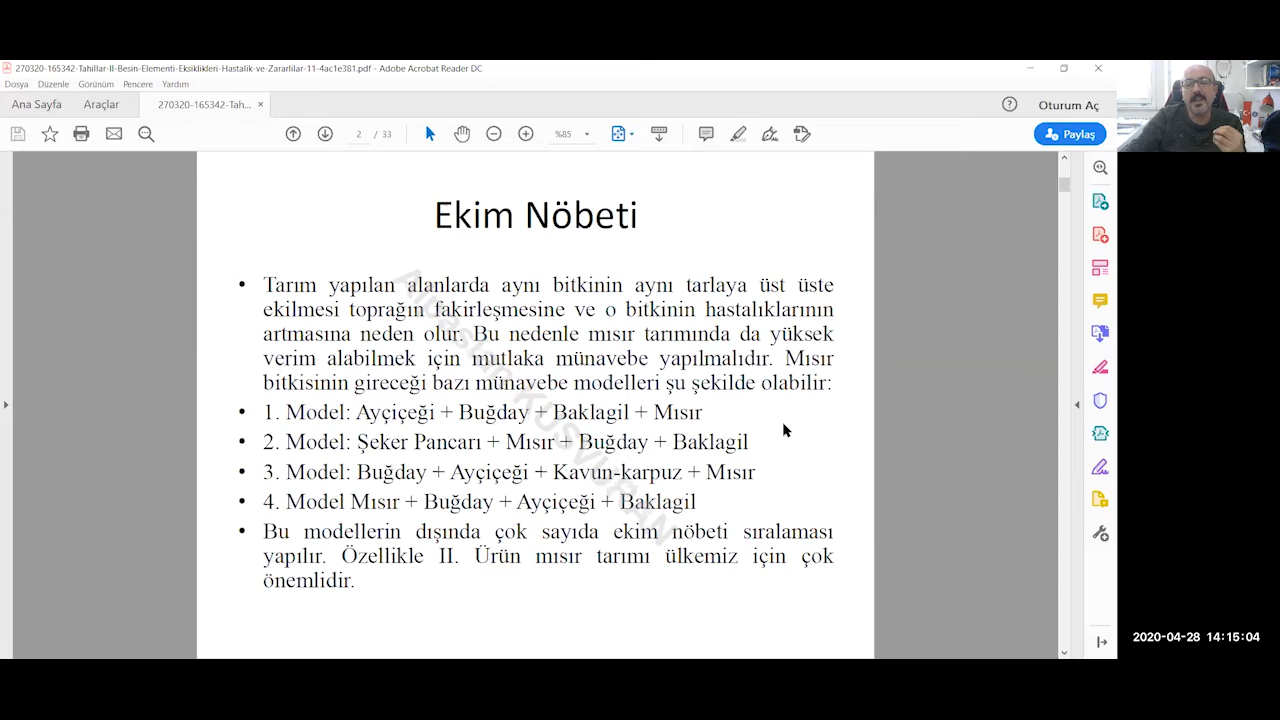 270320-165342-Tahillar-II-Besin-Elementi-Eksiklikleri-Hastalik-ve-Zararlilar-11-4ac1e381.pdf - Adobe Acrobat Reader DC
Dosya Düzenle Görünüm Pencere Yardım
Ana Sayfa Araçlar 270320-165342-Tah... × Oturum Aç
2 / 33 %85 Paylaş
Ekim Nöbeti
• Tarım yapılan alanlarda aynı bitkinin aynı tarlaya üst üste
ekilmesi toprağın fakirleşmesine ve o bitkinin hastalıklarının
artmasına neden olur. Bu nedenle mısır tarımında da yüksek
verim alabilmek için mutlaka münavebe yapılmalıdır. Mısır
bitkisinin gireceği bazı münavebe modelleri şu şekilde olabilir:
• 1. Model: Ayçiçeği + Buğday + Baklagil + Mısır
• 2. Model: Şeker Pancarı + Mısır + Buğday + Baklagil
• 3. Model: Buğday + Ayçiçeği + Kavun-karpuz + Mısır
• 4. Model Mısır + Buğday + Ayçiçeği + Baklagil
• Bu modellerin dışında çok sayıda ekim nöbeti sıralaması
yapılır. Özellikle II. Ürün mısır tarımı ülkemiz için çok
önemlidir.
Alpaslan KUSVURAN
2020-04-28 14:15:04